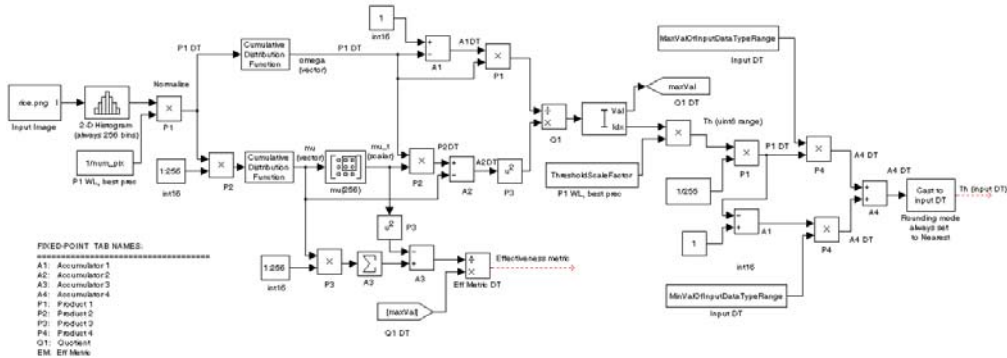 1
int16
A1DT
A1
P1
MaxValOfInputDataTypeRange
Input DT
P1 DT
Cumulative
Distribution
Function
P1 DT
omega
(vector)
maxVal
Q1 DT
Normalise
rice.png
Input Image
2-D Histogram
(always 256 bins)
P1
Q1
Val
Idx
Th (uint8 range)
1/num_pix
P1 WL, best prec
1:256
int16
P2
Cumulative
Distribution
Function
mu
(vector)
mu_t
(scalar)
mu(256)
P2DT
P2
A2DT
A2
u²
P3
ThresholdScaleFactor
P1 WL, best prec
P1 DT
1/255
P1
P4
A4 DT
A4 DT
A4
Cast to
input DT
Rounding mode
always set
to Nearest
Th (input DT)
u²
P3
A1
1
int16
P4
A4 DT
1:256
int16
P3
A3
A3
Effectiveness metric
Eff Metric DT
[maxVal]
Q1 DT
MinValOfInputDataTypeRange
Input DT
FIXED-POINT TAB NAMES:
A1: Accumulator 1
A2: Accumulator 2
A3: Accumulator 3
A4: Accumulator 4
P1: Product 1
P2: Product 2
P3: Product 3
P4: Product 4
Q1: Quotient
EM: Eff Metric